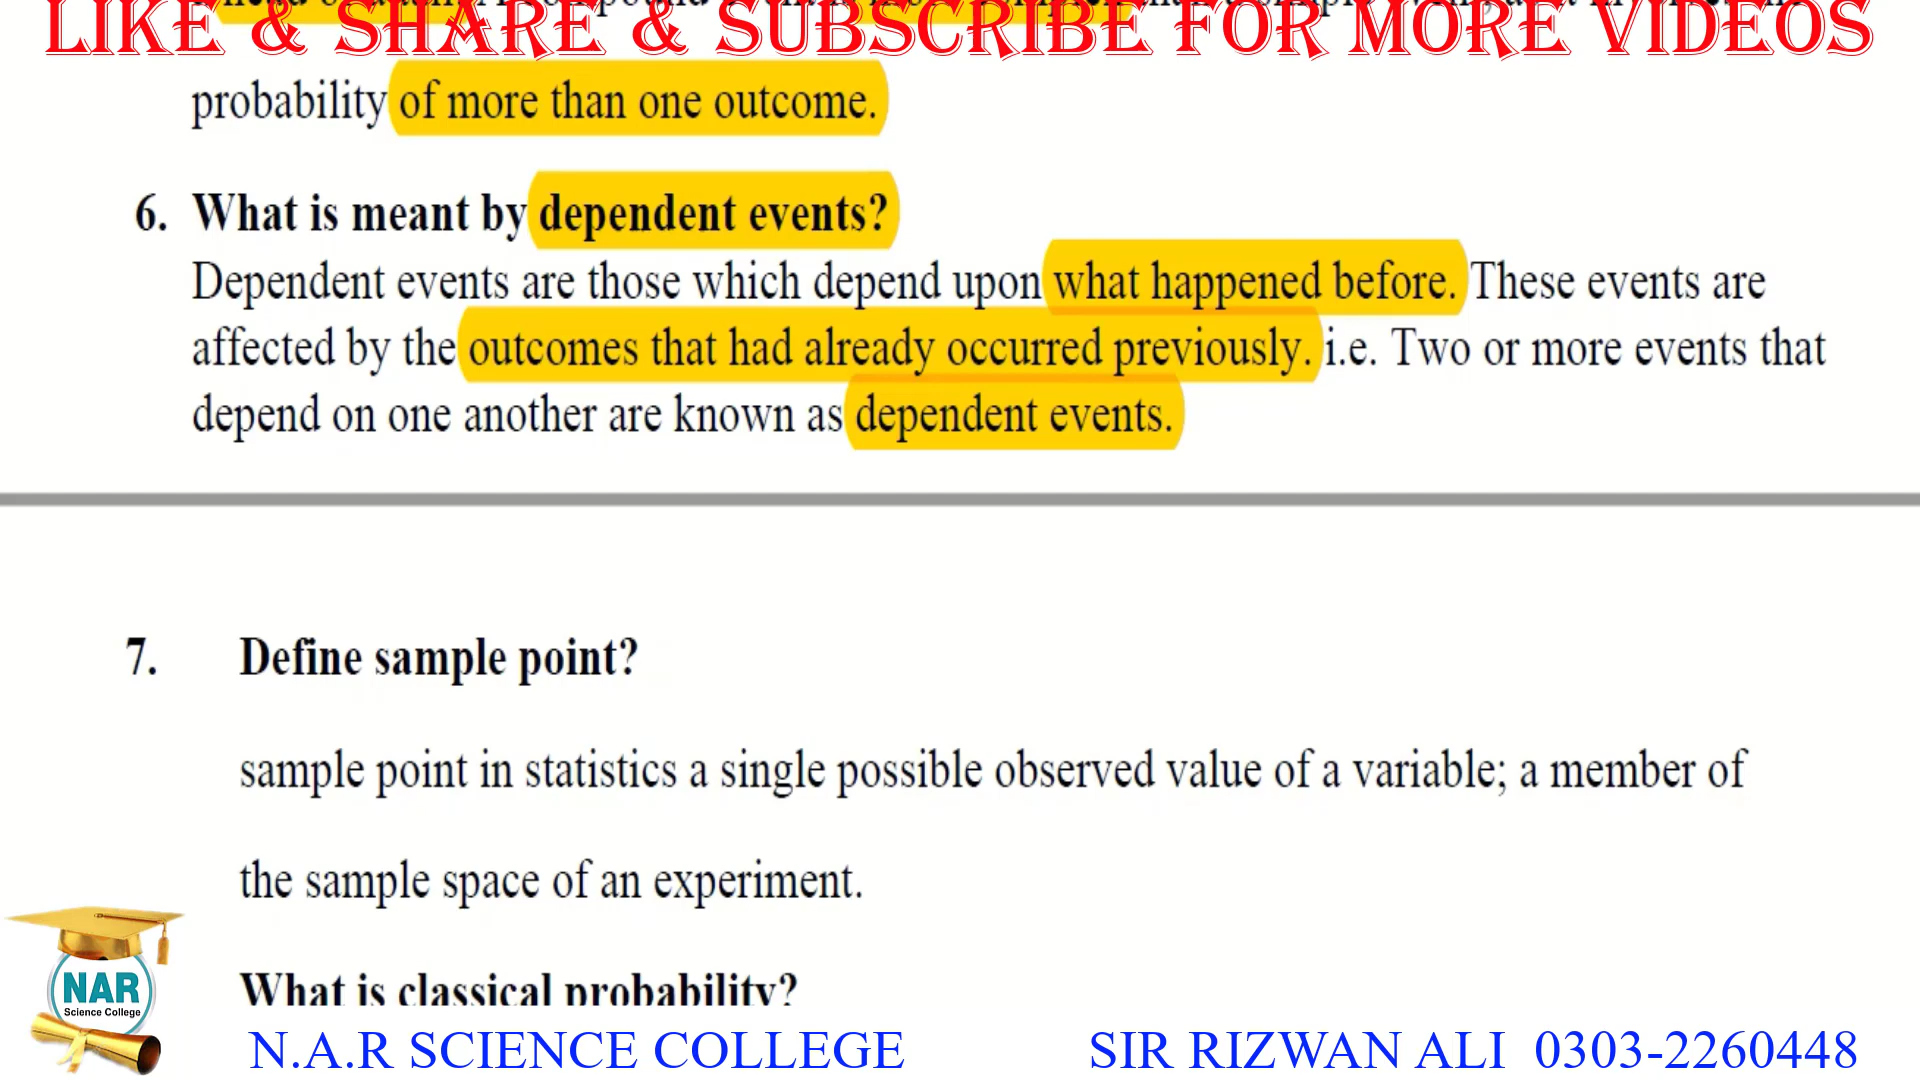 LIKE & SHARE & SUBSCRIBE FOR MORE VIDEOS
probability of more than one outcome.
6. What is meant by dependent events?
Dependent events are those which depend upon what happened before. These events are
affected by the outcomes that had already occurred previously. i.e. Two or more events that
depend on one another are known as dependent events.
7. Define sample point?
sample point in statistics a single possible observed value of a variable; a member of
the sample space of an experiment.
What is classical probability?
NAR
Science College
N.A.R SCIENCE COLLEGE SIR RIZWAN ALI 0303-2260448